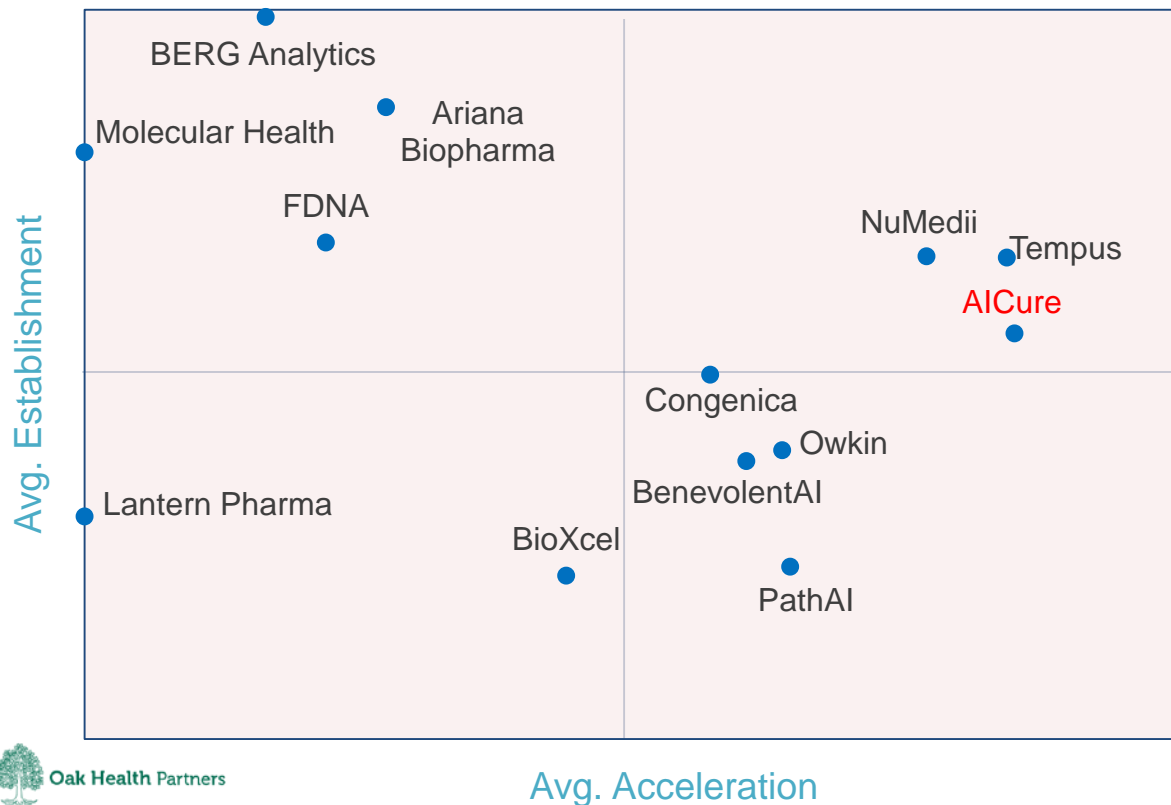 BERG Analytics
Ariana
Biopharma
Molecular Health
FDNA
NuMedii
Tempus
AICure
Avg. Establishment
Congenica
Owkin
BenevolentAI
Lantern Pharma
BioXcel
PathAI
Oak Health Partners
Avg. Acceleration